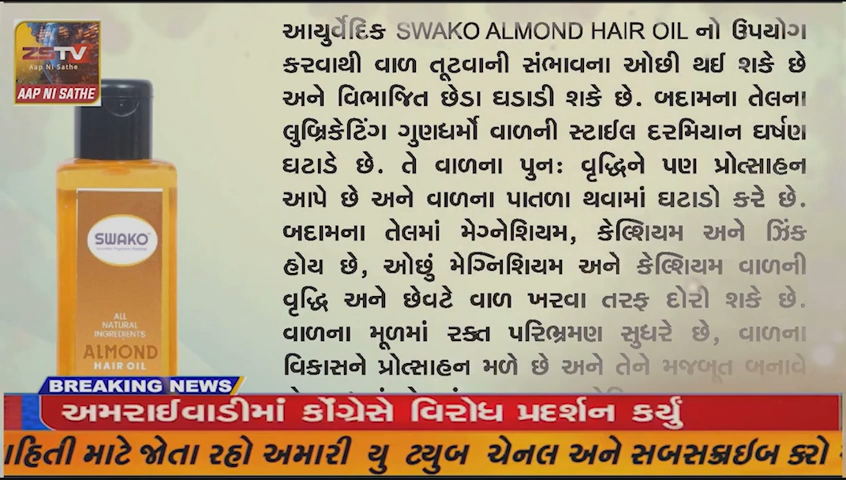 ZSTV
Aap Ni Sathe
AAP NI SATHE
આયુર્વેદિક SWAKO ALMOND HAIR OIL નો ઉપયોગ
કરવાથી વાળ તૂટવાની સંભાવના ઓછી થઈ શકે છે
અને વિભાજિત છેડા ઘડાડી શકે છે. બદામના તેલના
લુબ્રિકેટિંગ ગુણધર્મો વાળની સ્ટાઈલ દરમિયાન ઘર્ષણ
ઘટાડે છે. તે વાળના પુનઃ વૃદ્ધિને પણ પ્રોત્સાહન
આપે છે અને વાળના પાતળા થવામાં ઘટાડો કરે છે.
બદામના તેલમાં મેગ્નેશિયમ, કેલ્શિયમ અને ઝિંક
હોય છે, ઓછું મેગ્નિશિયમ અને કેલ્શિયમ વાળની
વૃદ્ધિ અને છેવટે વાળ ખરવા તરફ દોરી શકે છે.
વાળના મૂળમાં રક્ત પરિભ્રમણ સુધરે છે, વાળના
વિકાસને પ્રોત્સાહન મળે છે અને તેને મજબૂત બનાવે
SWAKO
ALL
NATURAL
INGREDIENTS
ALMOND
HAIR OIL
BREAKING NEWS
અમરાઈવાડીમાં કોંગ્રેસે વિરોધ પ્રદર્શન કર્યું
માટે જોતા રહો અમારી યુ ટ્યુબ ચેનલ અને સબસક્રાઇબ કરો